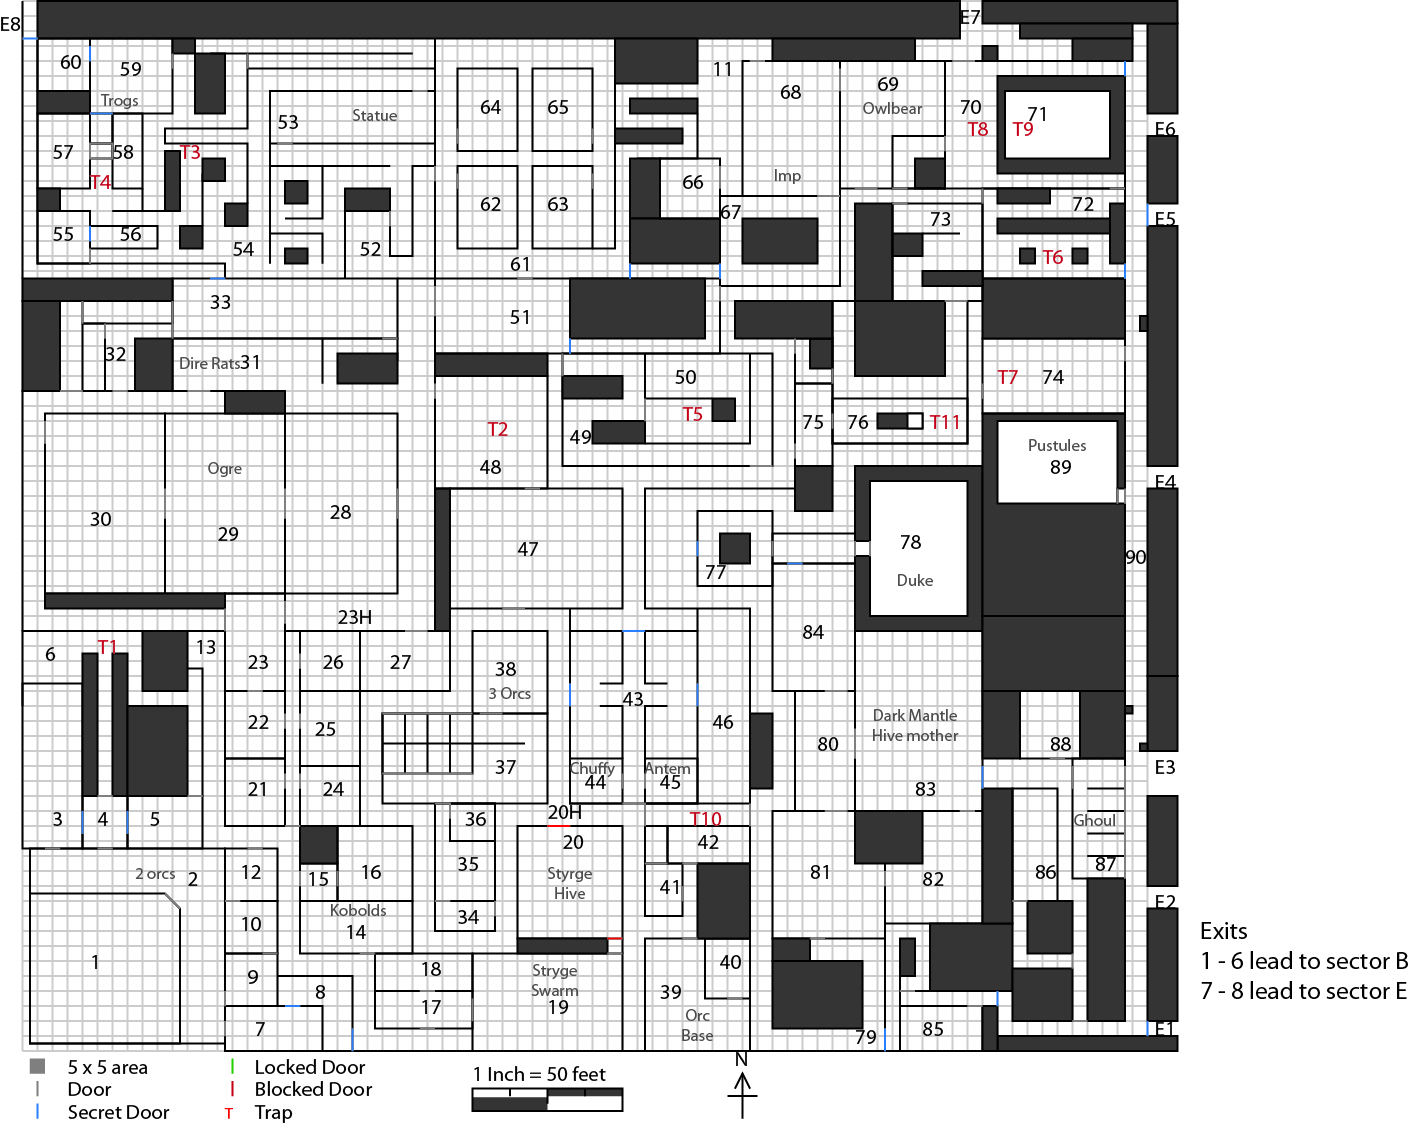 E8
E7
60
59
11
68
69
Trogs
Owlbear
70
71
64
65
53
Statue
T8
T9
E6
57
58
T3
T4
Imp
66
67
62
63
72
73
E5
55
56
54
52
61
T6
33
51
32
Dire Rats
31
50
T7
74
T5
T2
49
75
76
T11
48
Pustules
89
Ogre
E4
30
29
28
47
78
77
Duke
90
23H
6
T1
13
23
26
27
38
3 Orcs
84
43
22
25
46
Dark Mantle
Hive mother
80
88
37
Chuffy
44
Antem
45
E3
21
24
83
3
4
5
36
20H
T10
Ghoul
20
42
2 orcs
2
12
15
16
35
Styrge
Hive
41
81
82
86
87
E2
Kobolds
14
34
10
1
9
18
Stryge
Swarm
40
39
8
17
19
Orc
Base
7
79
85
E1
Exits
1 - 6 lead to sector B
7 - 8 lead to sector E
5 x 5 area
Door
Secret Door
Locked Door
Blocked Door
T Trap
1 Inch = 50 feet
N